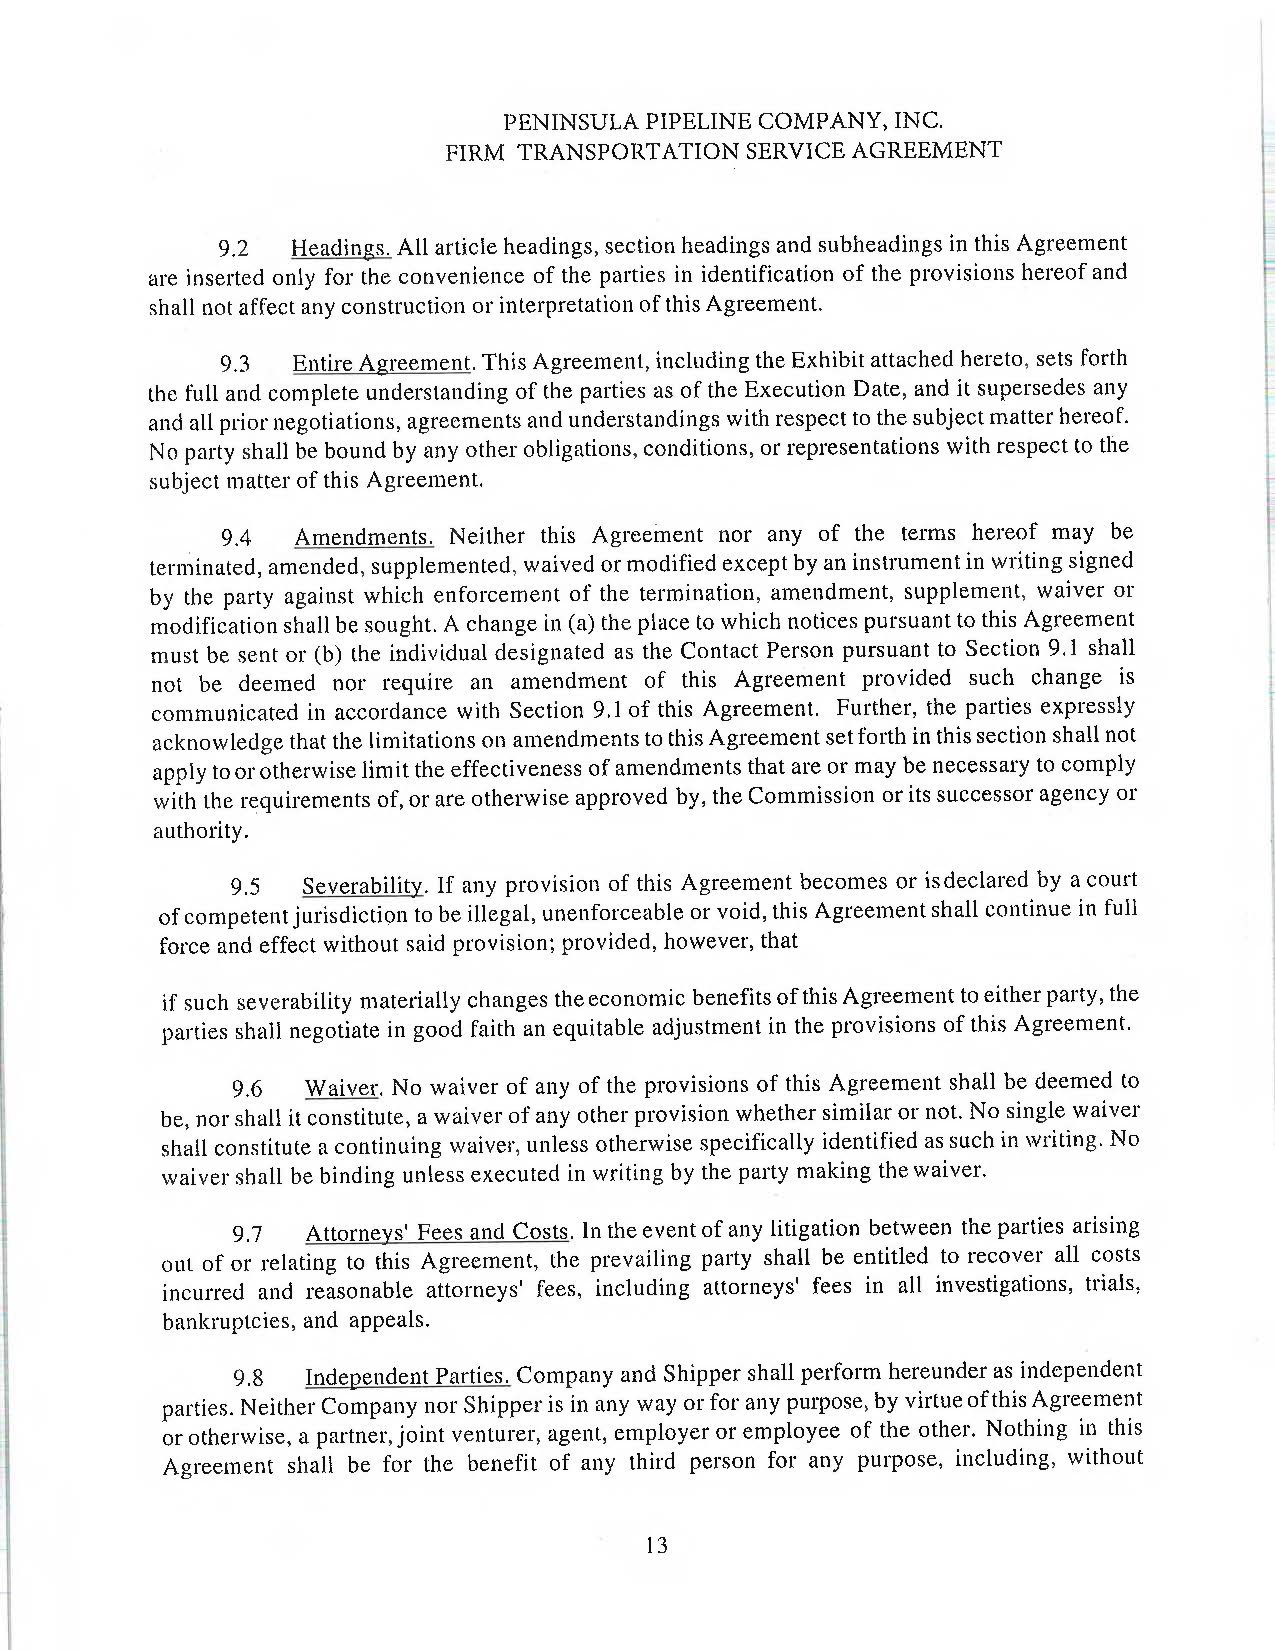 PENINSULA PIPELINE COMPANY, INC.
FIRM TRANSPORTATION SERVICE AGREEMENT
9.2 Headings. All article headings, section headings and subheadings in this Agreement
are inserted only for the convenience of the parties in identification of the provisions hereof and
shall not affect any construction or interpretation of this Agreement.
9.3 Entire Agreement. This Agreement, including the Exhibit attached hereto, sets forth
the full and complete understanding of the parties as of the Execution Date, and it supersedes any
and all prior negotiations, agreements and understandings with respect to the subject matter hereof.
No party shall be bound by any other obligations, conditions, or representations with respect to the
subject matter of this Agreement.
9.4 Amendments. Neither this Agreement nor any of the terms hereof may be
terminated, amended, supplemented, waived or modified except by an instrument in writing signed
by the party against which enforcement of the termination, amendment, supplement, waiver or
modification shall be sought. A change in (a) the place to which notices pursuant to this Agreement
must be sent or (b) the individual designated as the Contact Person pursuant to Section 9.1 shall
not be deemed nor require an amendment of this Agreement provided such change is
communicated in accordance with Section 9.1 of this Agreement. Further, the parties expressly
acknowledge that the limitations on amendments to this Agreement set forth in this section shall not
apply to or otherwise limit the effectiveness of amendments that are or may be necessary to comply
with the requirements of, or are otherwise approved by, the Commission or its successor agency or
authority.
9.5 Severability. If any provision of this Agreement becomes or is declared by a court
of competent jurisdiction to be illegal, unenforceable or void, this Agreement shall continue in full
force and effect without said provision; provided, however, that
if such severability materially changes the economic benefits of this Agreement to either party, the
parties shall negotiate in good faith an equitable adjustment in the provisions of this Agreement.
9.6 Waiver. No waiver of any of the provisions of this Agreement shall be deemed to
be, nor shall it constitute, a waiver of any other provision whether similar or not. No single waiver
shall constitute a continuing waiver, unless otherwise specifically identified as such in writing. No
waiver shall be binding unless executed in writing by the party making the waiver.
9.7 Attorneys' Fees and Costs. In the event of any litigation between the parties arising
out of or relating to this Agreement, the prevailing party shall be entitled to recover all costs
incurred and reasonable attorneys' fees, including attorneys' fees in all investigations, trials,
bankruptcies, and appeals.
9.8 Independent Parties. Company and Shipper shall perform hereunder as independent
parties. Neither Company nor Shipper is in any way or for any purpose, by virtue of this Agreement
or otherwise, a partner, joint venturer, agent, employer or employee of the other. Nothing in this
Agreement shall be for the benefit of any third person for any purpose, including, without
13